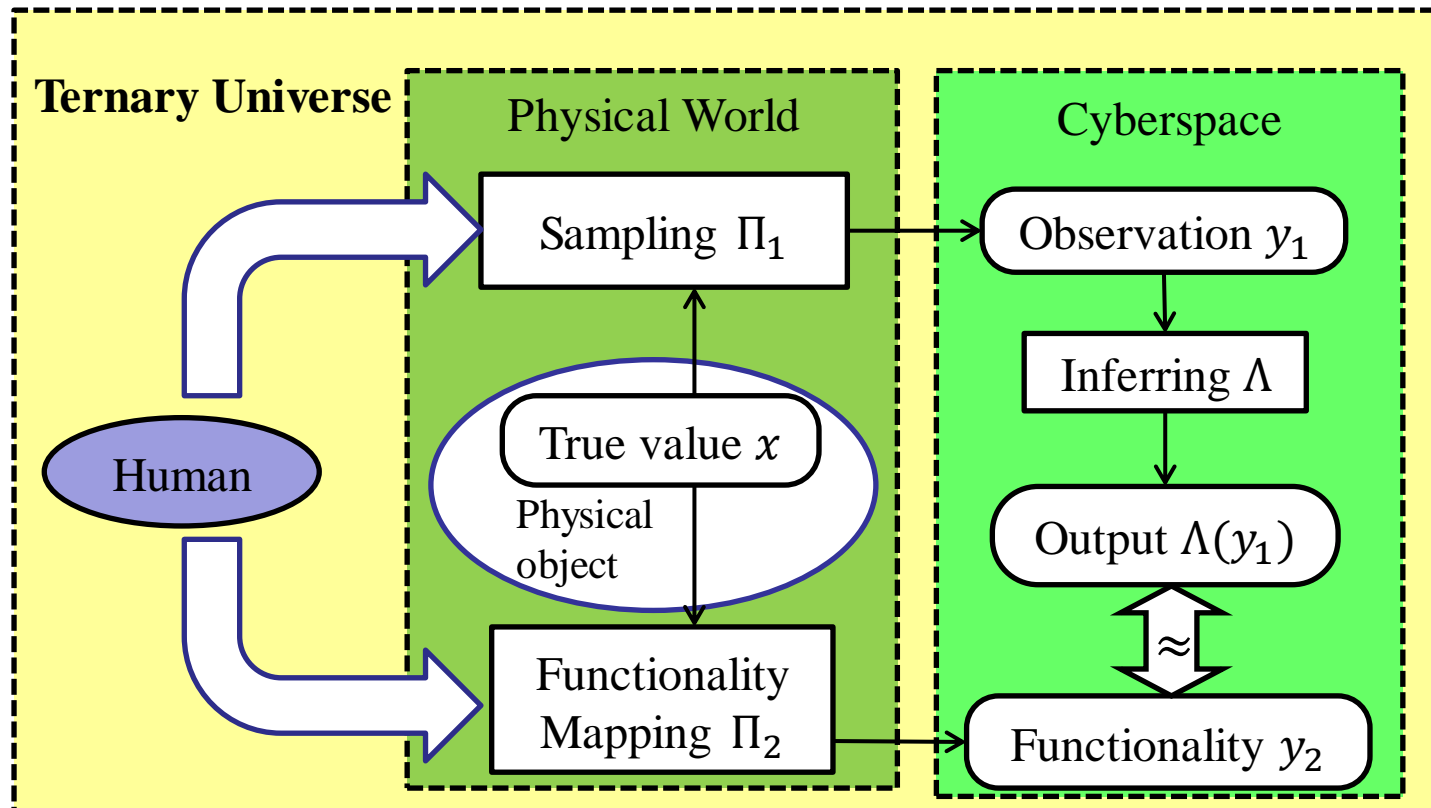 Ternary Universe
Physical World
Cyberspace
Sampling Π₁
Observation y₁
Inferring Λ
Human
True value x
Physical
object
Output Λ(y₁)
≈
Functionality
Mapping Π₂
Functionality y₂